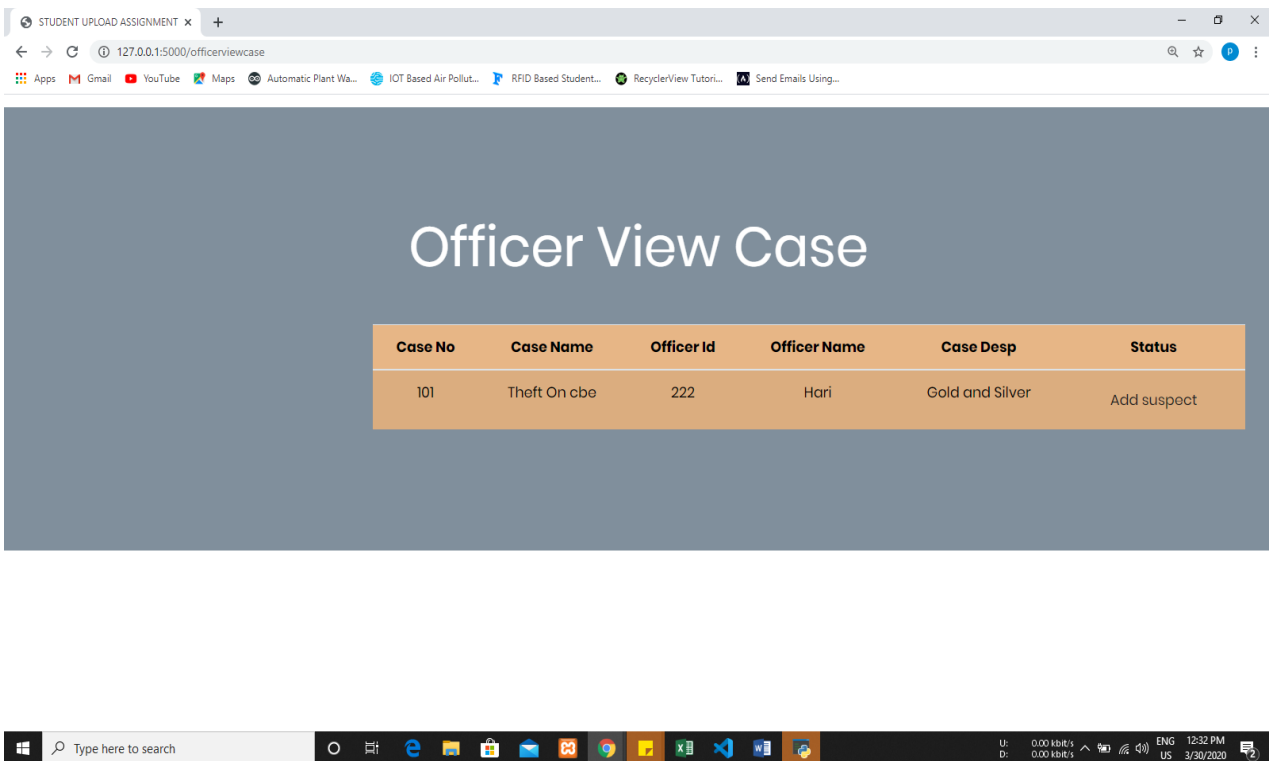 STUDENT UPLOAD ASSIGNMENT
127.0.0.1:5000/officerviewcase
P
Apps Gmail YouTube Maps Automatic Plant Wa... IOT Based Air Pollut... RFID Based Student... RecyclerView Tutori... Send Emails Using...
Officer View Case
Case No Case Name Officer Id Officer Name Case Desp Status
101 Theft On cbe 222 Hari Gold and Silver Add suspect
Type here to search
U: 0.00 kbit/s ENG 12:32 PM
D: 0.00 kbit/s US 3/30/2020 2